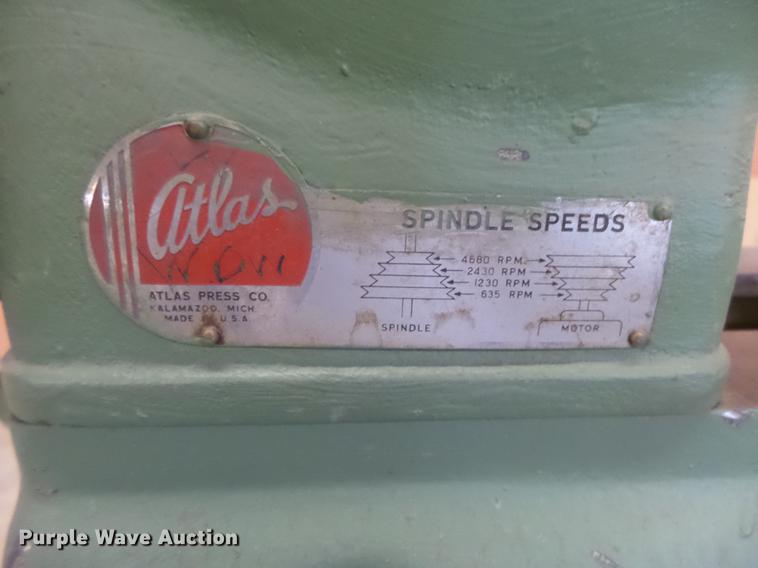 Atlas
ATLAS PRESS CO.
KALAMAZOO, MICH.
MADE U.S.A.
SPINDLE SPEEDS
4680 RPM.
2430 RPM
1230 RPM
635 RPM
SPINDLE
MOTOR
Purple Wave Auction